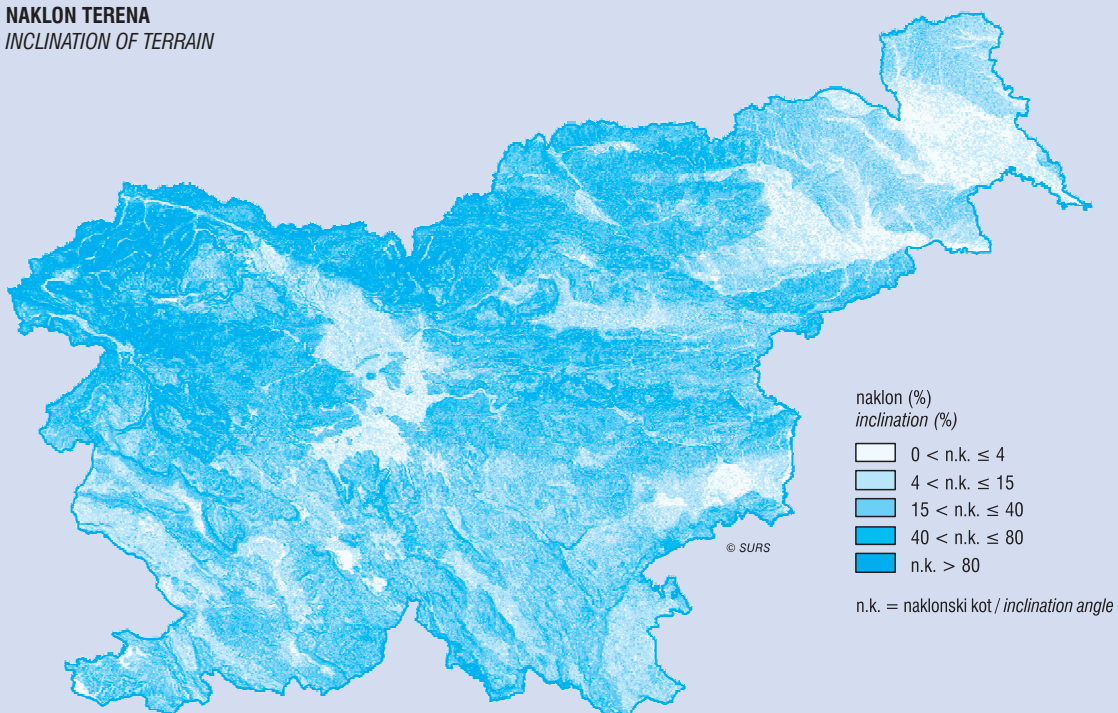 NAKLON TERENA
INCLINATION OF TERRAIN
naklon (%)
inclination (%)
0 < n.k. ≤ 4
4 < n.k. ≤ 15
15 < n.k. ≤ 40
40 < n.k. ≤ 80
n.k. > 80
© SURS
n.k. = naklonski kot / inclination angle